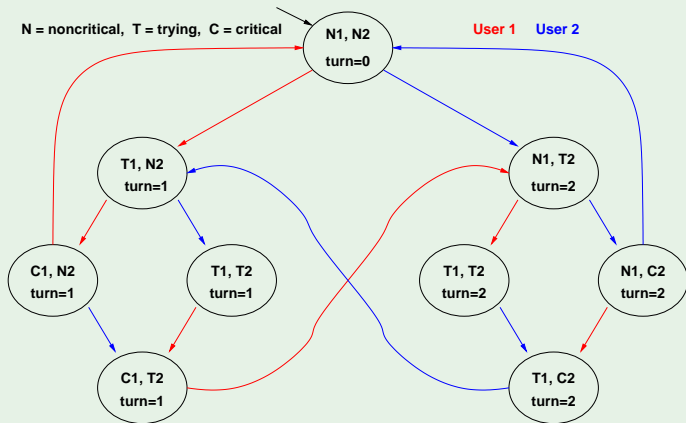 N = noncritical, T = trying, C = critical
User 1 User 2
N1, N2
turn=0
T1, N2
turn=1
N1, T2
turn=2
C1, N2
turn=1
T1, T2
turn=1
T1, T2
turn=2
N1, C2
turn=2
C1, T2
turn=1
T1, C2
turn=2